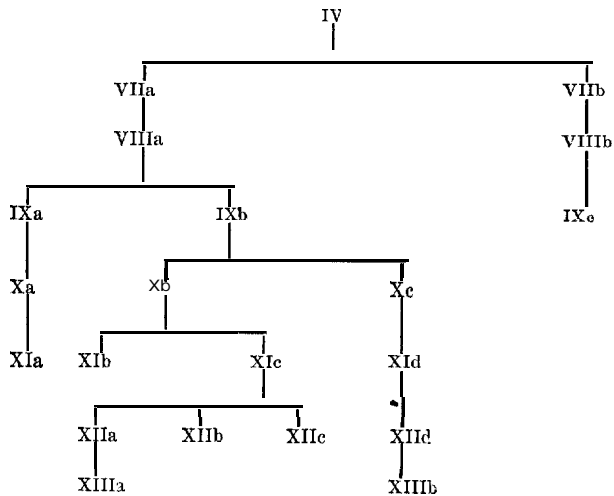 IV
VIIa VIIb
VIIIa VIIIb
IXa IXb IXc
Xa Xb Xc
XIa XIb XIc XId
XIIa XIIb XIIc XIId
XIIIa XIIIb